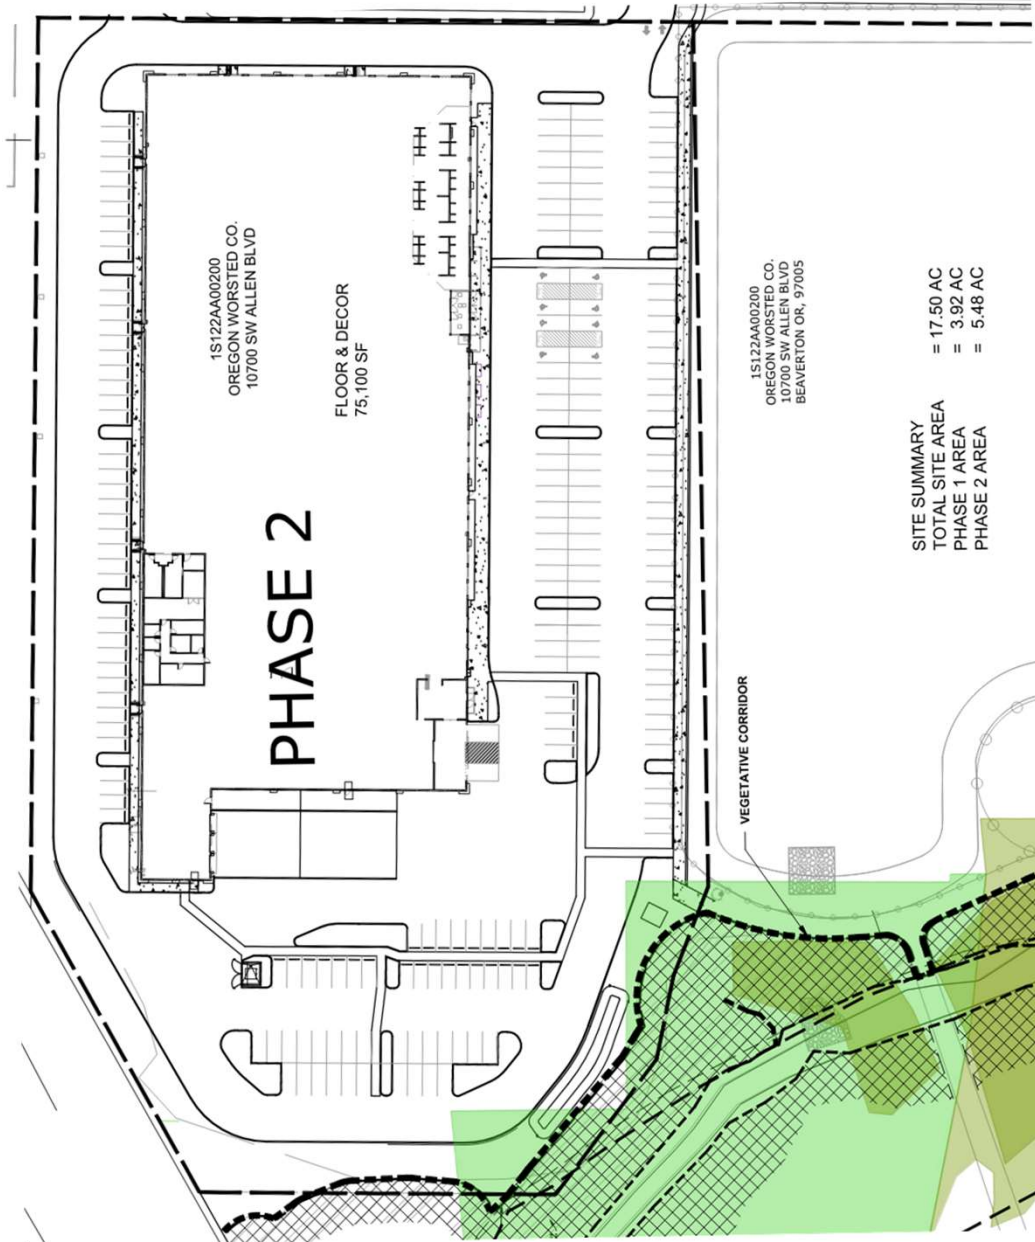 1S122AA00200
OREGON WORSTED CO.
10700 SW ALLEN BLVD
FLOOR & DECOR
75,100 SF
PHASE 2
1S122AA00200
OREGON WORSTED CO.
10700 SW ALLEN BLVD
BEAVERTON OR, 97005
SITE SUMMARY
TOTAL SITE AREA = 17.50 AC
PHASE 1 AREA = 3.92 AC
PHASE 2 AREA = 5.48 AC
VEGETATIVE CORRIDOR